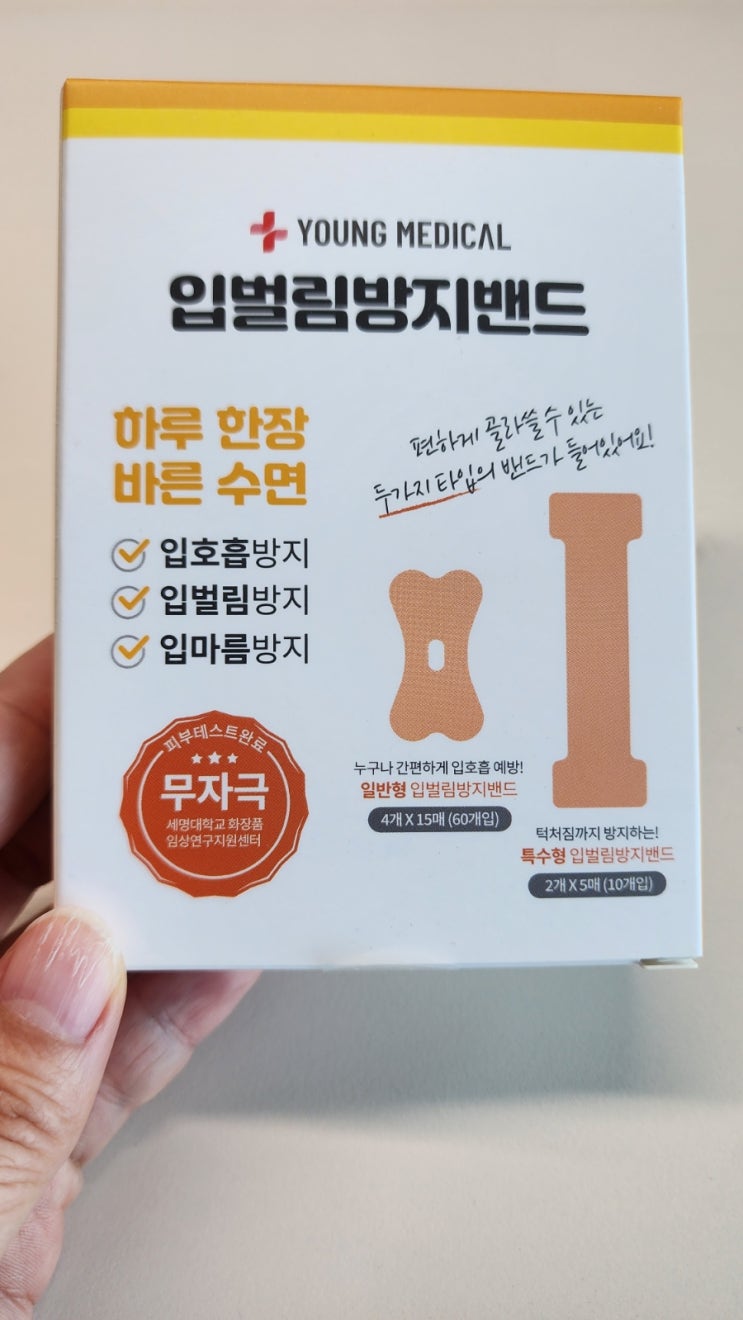 YOUNG MEDICAL
입벌림방지밴드
하루 한장
바른 수면
입호흡방지
입벌림방지
입마름방지
피부테스트완료
무자극
세명대학교 화장품
임상연구지원센터
편하게 골라쓸 수 있는
두가지 타입의 밴드가 들어있어요!
누구나 간편하게 입호흡 예방!
일반형 입벌림방지밴드
4개 X 15매 (60개입)
턱처짐까지 방지하는!
특수형 입벌림방지밴드
2개 X 5매 (10개입)